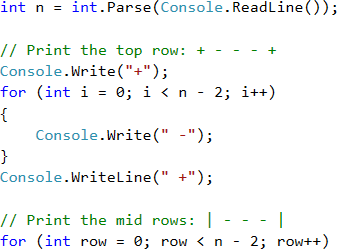 int n = int.Parse(Console.ReadLine());
// Print the top row: + - - - +
Console.Write("+");
for (int i = 0; i < n - 2; i++)
{
    Console.Write(" -");
}
Console.WriteLine(" +");
// Print the mid rows: | - - - |
for (int row = 0; row < n - 2; row++)